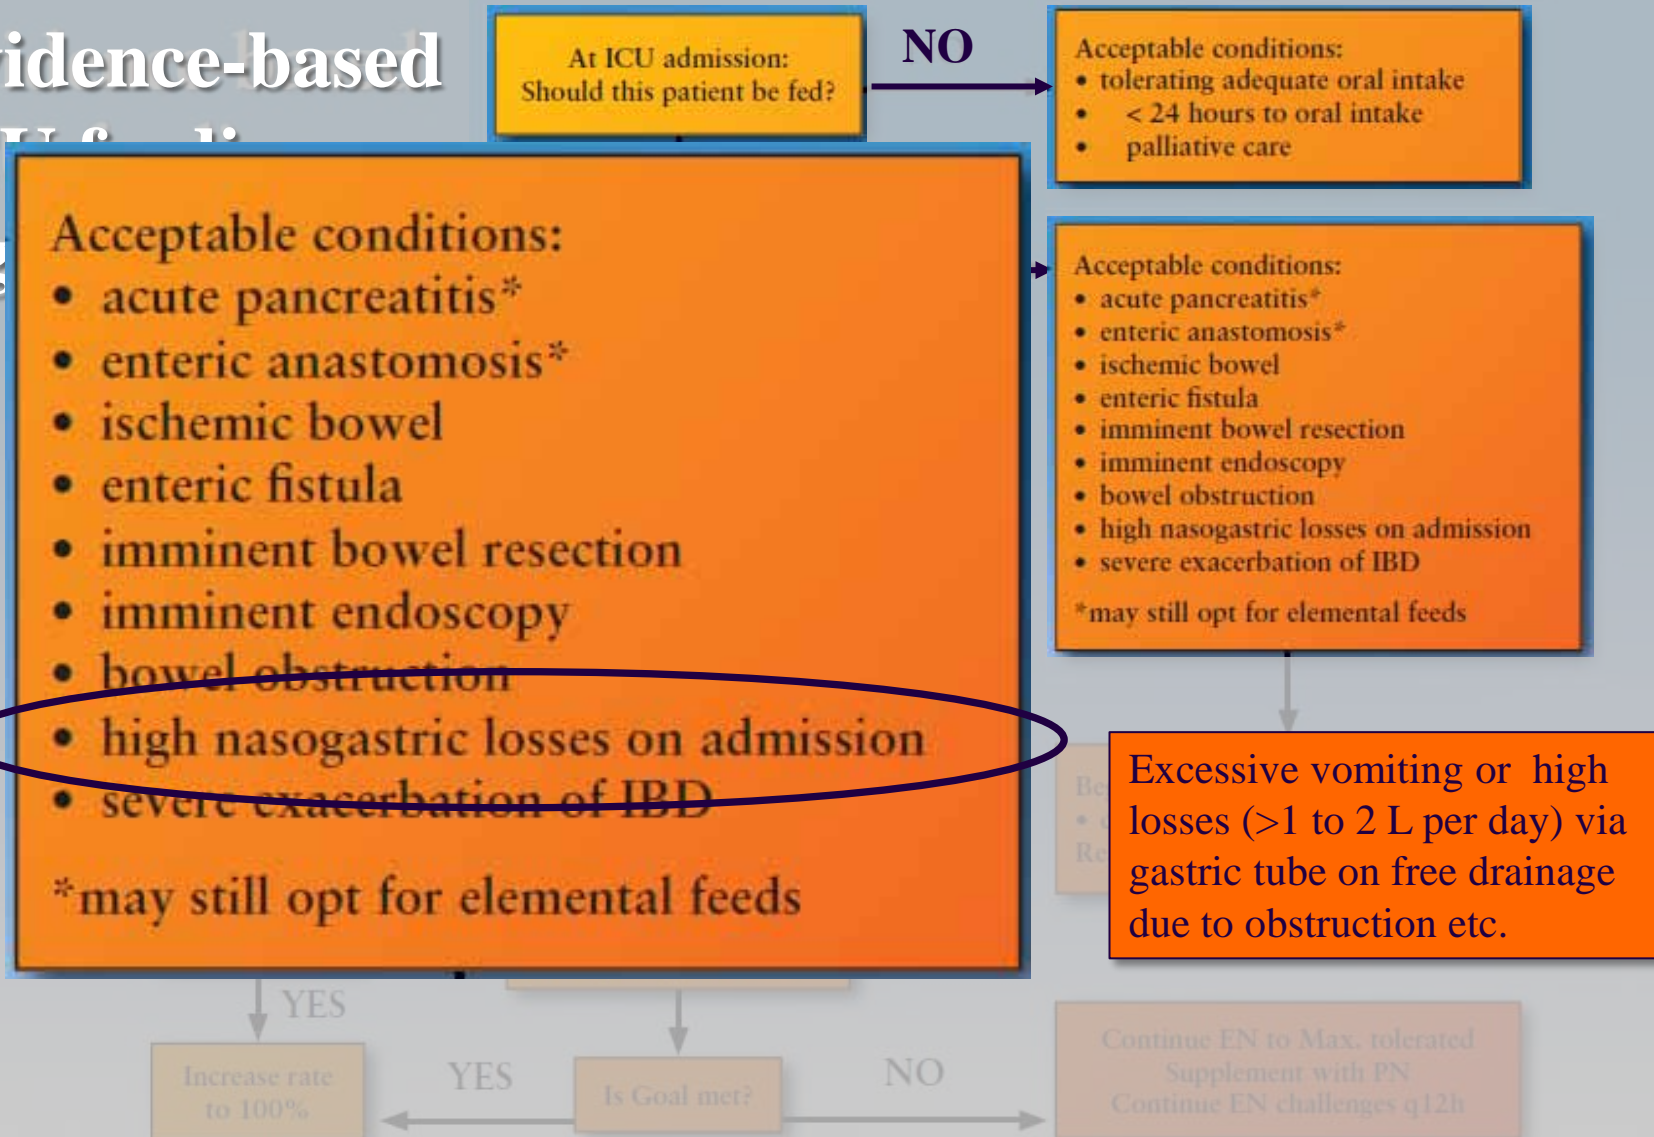 idence-based
At ICU admission:
Should this patient be fed?
NO
Acceptable conditions:
• tolerating adequate oral intake
• < 24 hours to oral intake
• palliative care
Acceptable conditions:
• acute pancreatitis*
• enteric anastomosis*
• ischemic bowel
• enteric fistula
• imminent bowel resection
• imminent endoscopy
• bowel obstruction
• high nasogastric losses on admission
• severe exacerbation of IBD
*may still opt for elemental feeds
Acceptable conditions:
• acute pancreatitis*
• enteric anastomosis*
• ischemic bowel
• enteric fistula
• imminent bowel resection
• imminent endoscopy
• bowel obstruction
• high nasogastric losses on admission
• severe exacerbation of IBD
*may still opt for elemental feeds
Excessive vomiting or high
losses (>1 to 2 L per day) via
gastric tube on free drainage
due to obstruction etc.
YES
Increase rate
to 100%
YES
Is Goal met?
NO
Continue EN to Max. tolerated
Supplement with PN
Continue EN challenges q12h